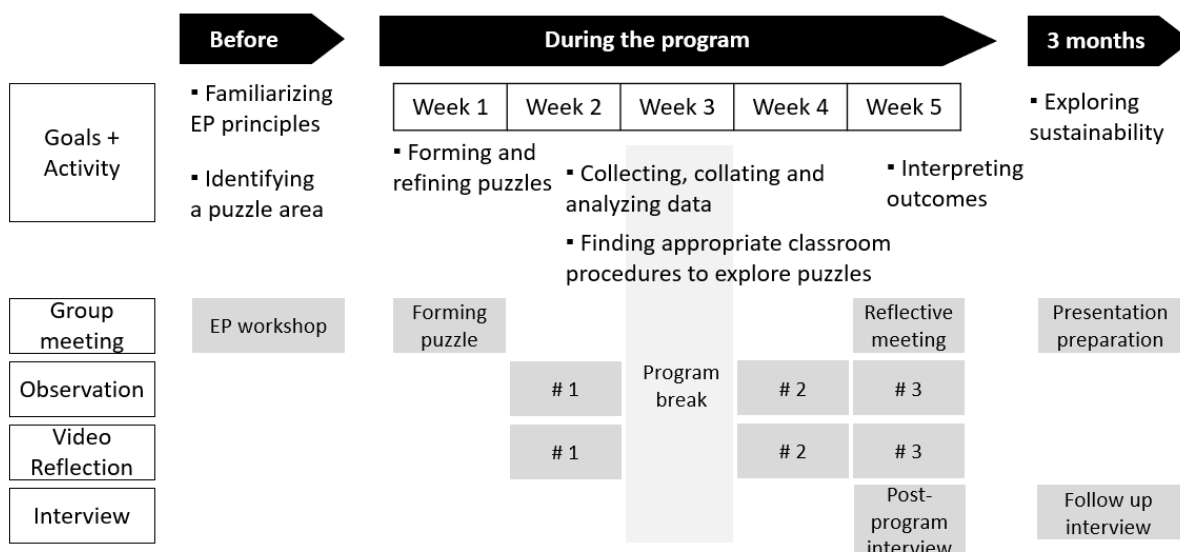 Before
During the program
3 months
Goals +
Activity
▪ Familiarizing
EP principles
▪ Identifying
a puzzle area
Week 1
Week 2
Week 3
Week 4
Week 5
▪ Forming and
refining puzzles
▪ Collecting, collating and
analyzing data
▪ Finding appropriate classroom
procedures to explore puzzles
▪ Interpreting
outcomes
▪ Exploring
sustainability
Group
meeting
EP workshop
Forming
puzzle
Reflective
meeting
Presentation
preparation
Observation
# 1
Program
break
# 2
# 3
Video
Reflection
# 1
# 2
# 3
Interview
Post-
program
interview
Follow up
interview